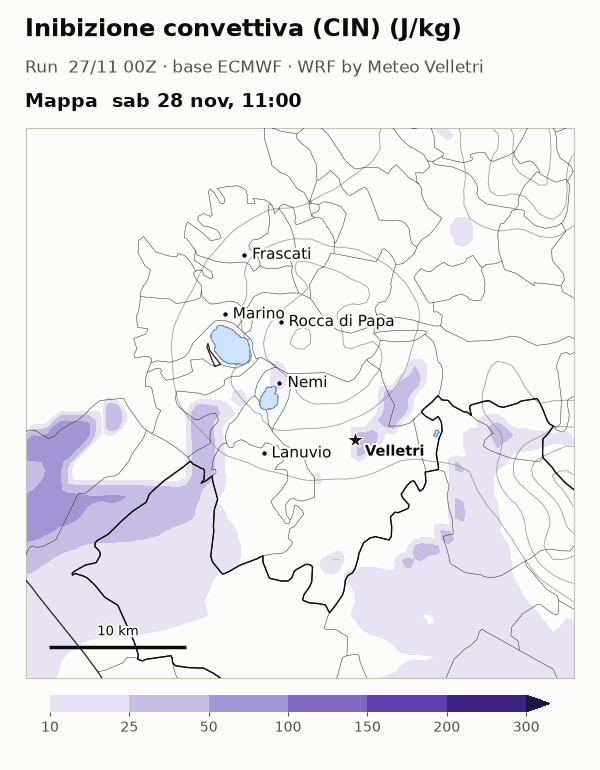 Inibizione convettiva (CIN) (J/kg)
Run  27/11 00Z · base ECMWF · WRF by Meteo Velletri
Mappa  sab 28 nov, 11:00
Frascati
Marino
Rocca di Papa
Nemi
Velletri
Lanuvio
10 km
10 25 50 100 150 200 300